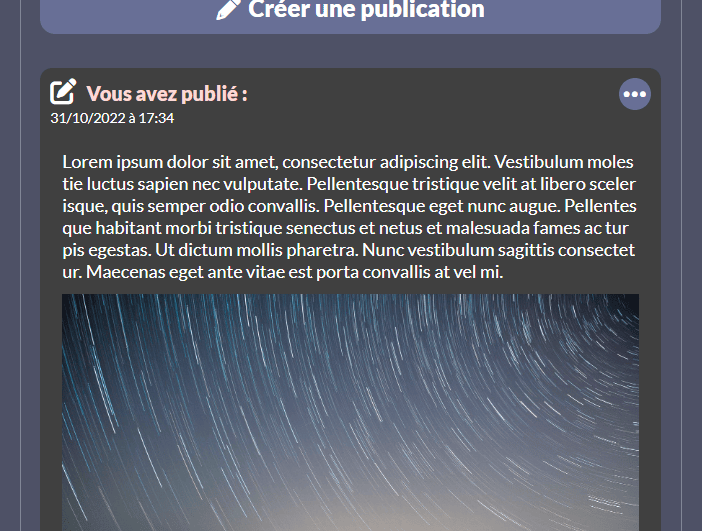 Créer une publication
Vous avez publié :
31/10/2022 à 17:34
Lorem ipsum dolor sit amet, consectetur adipiscing elit. Vestibulum moles
tie luctus sapien nec vulputate. Pellentesque tristique velit at libero sceler
isque, quis semper odio convallis. Pellentesque eget nunc augue. Pellentes
que habitant morbi tristique senectus et netus et malesuada fames ac tur
pis egestas. Ut dictum mollis pharetra. Nunc vestibulum sagittis consectet
ur. Maecenas eget ante vitae est porta convallis at vel mi.